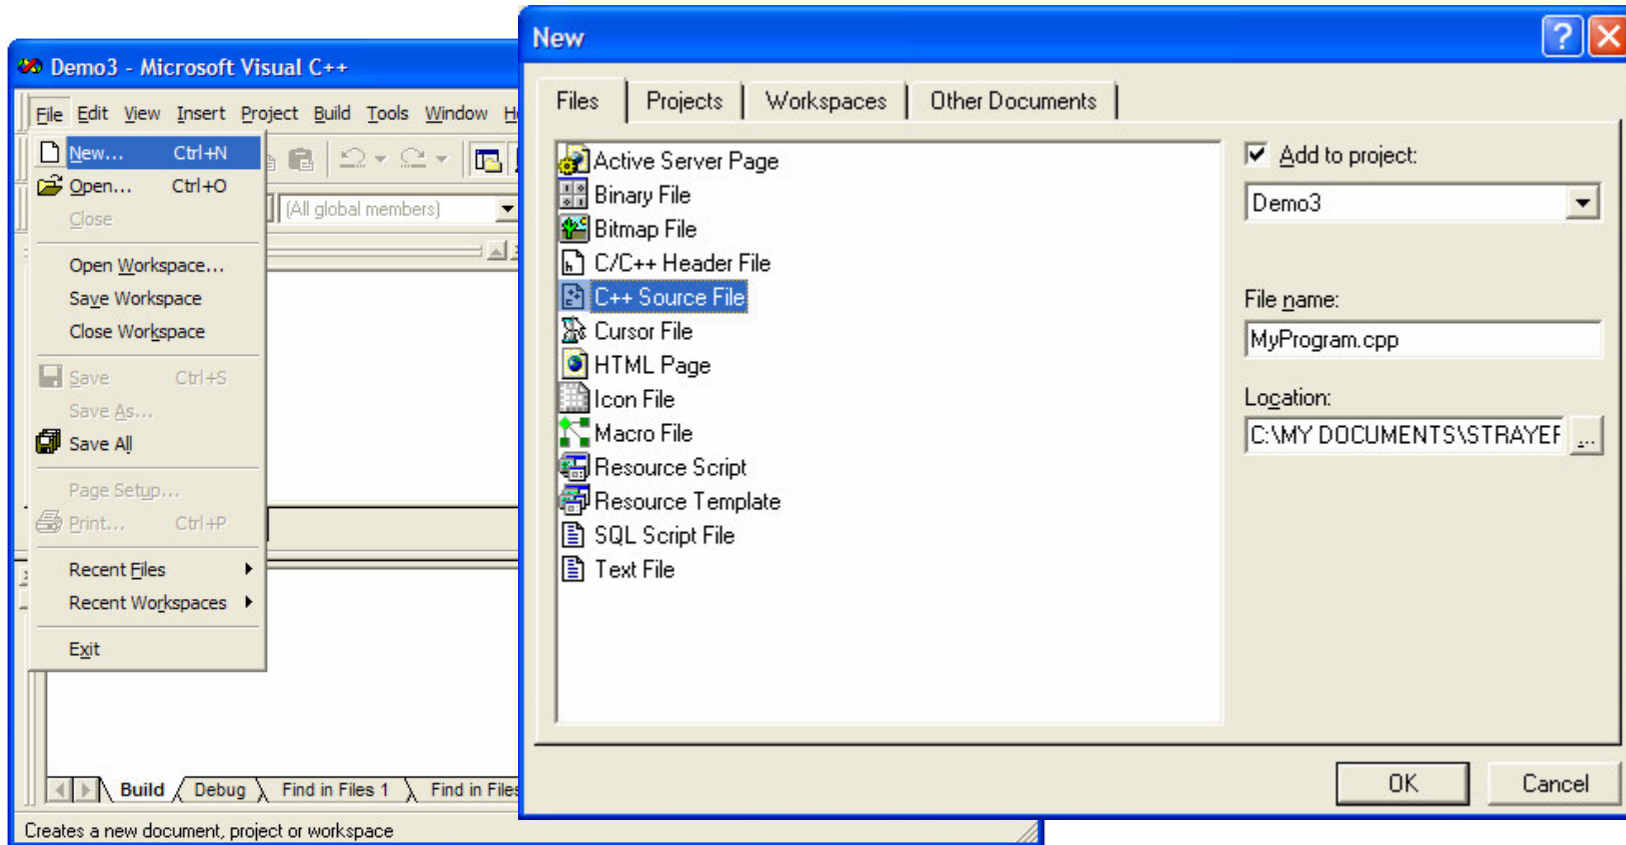 Demo3 - Microsoft Visual C++
File Edit View Insert Project Build Tools Window
New... Ctrl+N
Open... Ctrl+O
Close
(All global members)
Open Workspace...
Save Workspace
Close Workspace
Save Ctrl+S
Save As...
Save All
Page Setup...
Print... Ctrl+P
Recent Files
Recent Workspaces
Exit
Build Debug Find in Files 1 Find in Files
Creates a new document, project or workspace
New
Files Projects Workspaces Other Documents
Active Server Page
Binary File
Bitmap File
C/C++ Header File
C++ Source File
Cursor File
HTML Page
Icon File
Macro File
Resource Script
Resource Template
SQL Script File
Text File
Add to project:
Demo3
File name:
MyProgram.cpp
Location:
C:\MY DOCUMENTS\STRAYER
...
OK Cancel